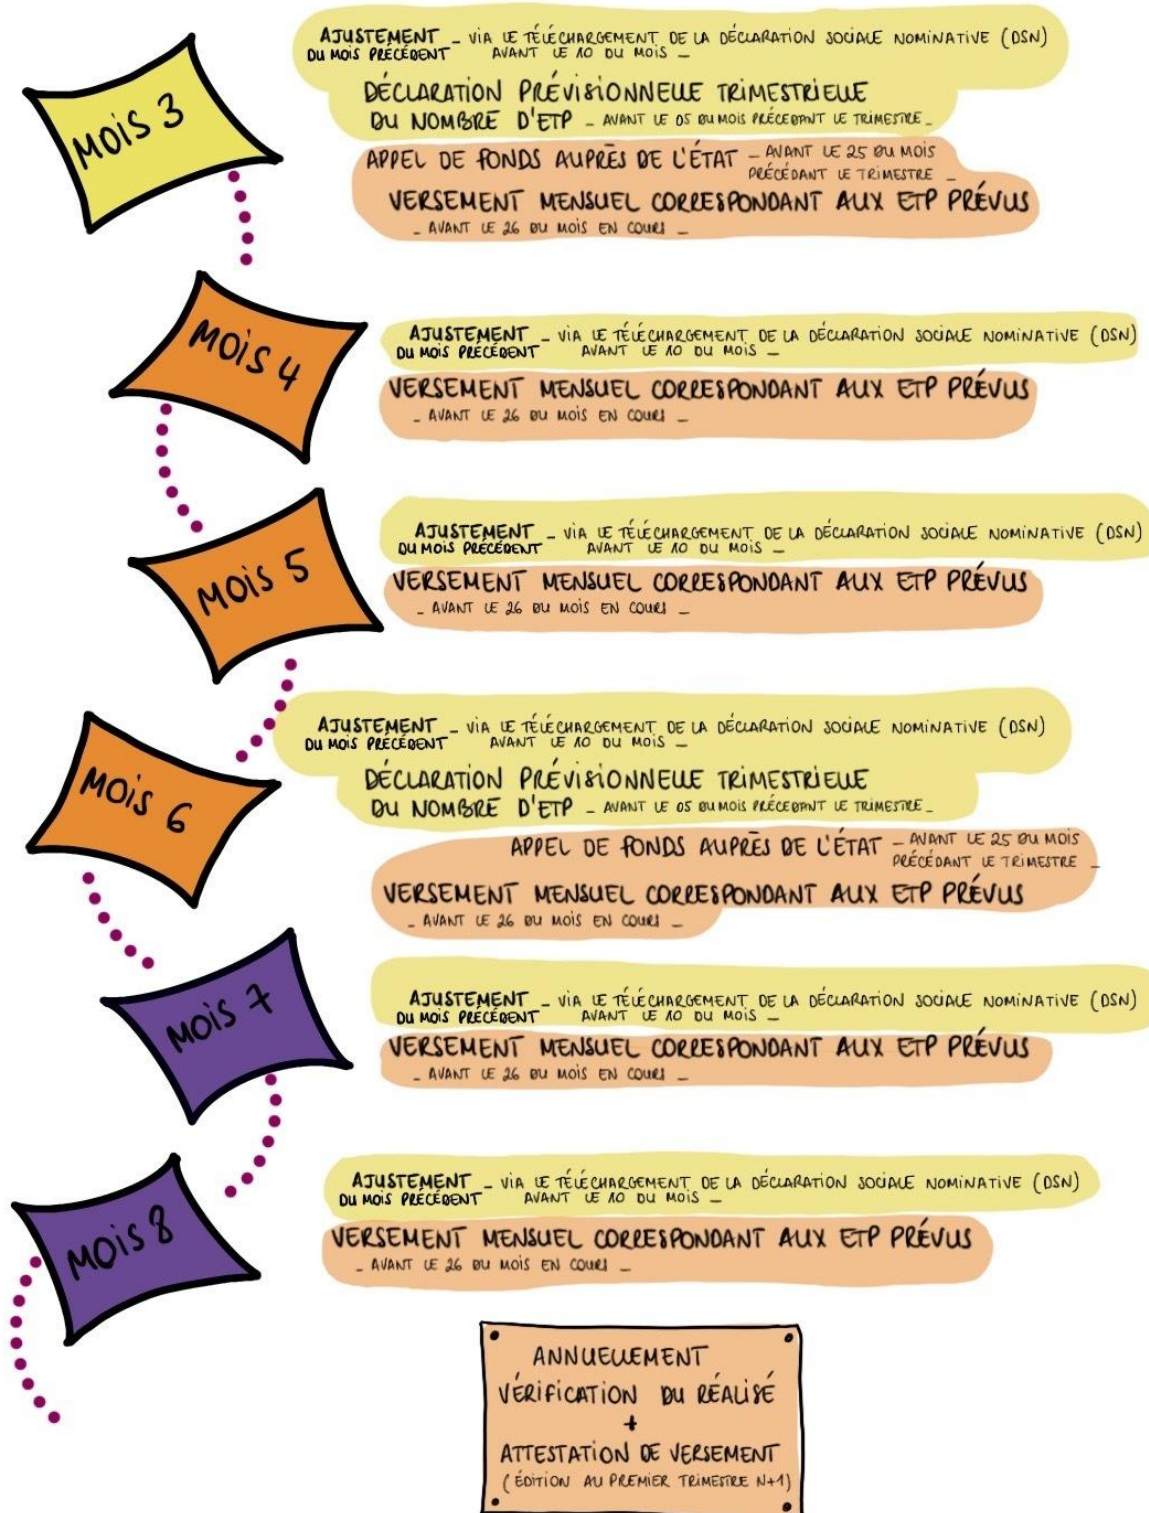 MOIS 3
AJUSTEMENT _ VIA LE TÉLÉCHARGEMENT DE LA DÉCLARATION SOCIALE NOMINATIVE (DSN)
DU MOIS PRÉCÉDENT AVANT LE 10 DU MOIS _
DÉCLARATION PRÉVISIONNELLE TRIMESTRIELLE
DU NOMBRE D'ETP _ AVANT LE 05 DU MOIS PRÉCEDANT LE TRIMESTRE _
APPEL DE FONDS AUPRÈS DE L'ÉTAT _ AVANT LE 25 DU MOIS
PRÉCÉDANT LE TRIMESTRE _
VERSEMENT MENSUEL CORRESPONDANT AUX ETP PRÉVUS
_ AVANT LE 26 DU MOIS EN COURS _
MOIS 4
AJUSTEMENT _ VIA LE TÉLÉCHARGEMENT DE LA DÉCLARATION SOCIALE NOMINATIVE (DSN)
DU MOIS PRÉCÉDENT AVANT LE 10 DU MOIS _
VERSEMENT MENSUEL CORRESPONDANT AUX ETP PRÉVUS
_ AVANT LE 26 DU MOIS EN COURS _
MOIS 5
AJUSTEMENT _ VIA LE TÉLÉCHARGEMENT DE LA DÉCLARATION SOCIALE NOMINATIVE (DSN)
DU MOIS PRÉCÉDENT AVANT LE 10 DU MOIS _
VERSEMENT MENSUEL CORRESPONDANT AUX ETP PRÉVUS
_ AVANT LE 26 DU MOIS EN COURS _
MOIS 6
AJUSTEMENT _ VIA LE TÉLÉCHARGEMENT DE LA DÉCLARATION SOCIALE NOMINATIVE (DSN)
DU MOIS PRÉCÉDENT AVANT LE 10 DU MOIS _
DÉCLARATION PRÉVISIONNELLE TRIMESTRIELLE
DU NOMBRE D'ETP _ AVANT LE 05 DU MOIS PRÉCEDANT LE TRIMESTRE _
APPEL DE FONDS AUPRÈS DE L'ÉTAT _ AVANT LE 25 DU MOIS
PRÉCÉDANT LE TRIMESTRE _
VERSEMENT MENSUEL CORRESPONDANT AUX ETP PRÉVUS
_ AVANT LE 26 DU MOIS EN COURS _
MOIS 7
AJUSTEMENT _ VIA LE TÉLÉCHARGEMENT DE LA DÉCLARATION SOCIALE NOMINATIVE (DSN)
DU MOIS PRÉCÉDENT AVANT LE 10 DU MOIS _
VERSEMENT MENSUEL CORRESPONDANT AUX ETP PRÉVUS
_ AVANT LE 26 DU MOIS EN COURS _
MOIS 8
AJUSTEMENT _ VIA LE TÉLÉCHARGEMENT DE LA DÉCLARATION SOCIALE NOMINATIVE (DSN)
DU MOIS PRÉCÉDENT AVANT LE 10 DU MOIS _
VERSEMENT MENSUEL CORRESPONDANT AUX ETP PRÉVUS
_ AVANT LE 26 DU MOIS EN COURS _
ANNUELLEMENT
VÉRIFICATION DU RÉALISÉ
+
ATTESTATION DE VERSEMENT
(ÉDITION AU PREMIER TRIMESTRE N+1)